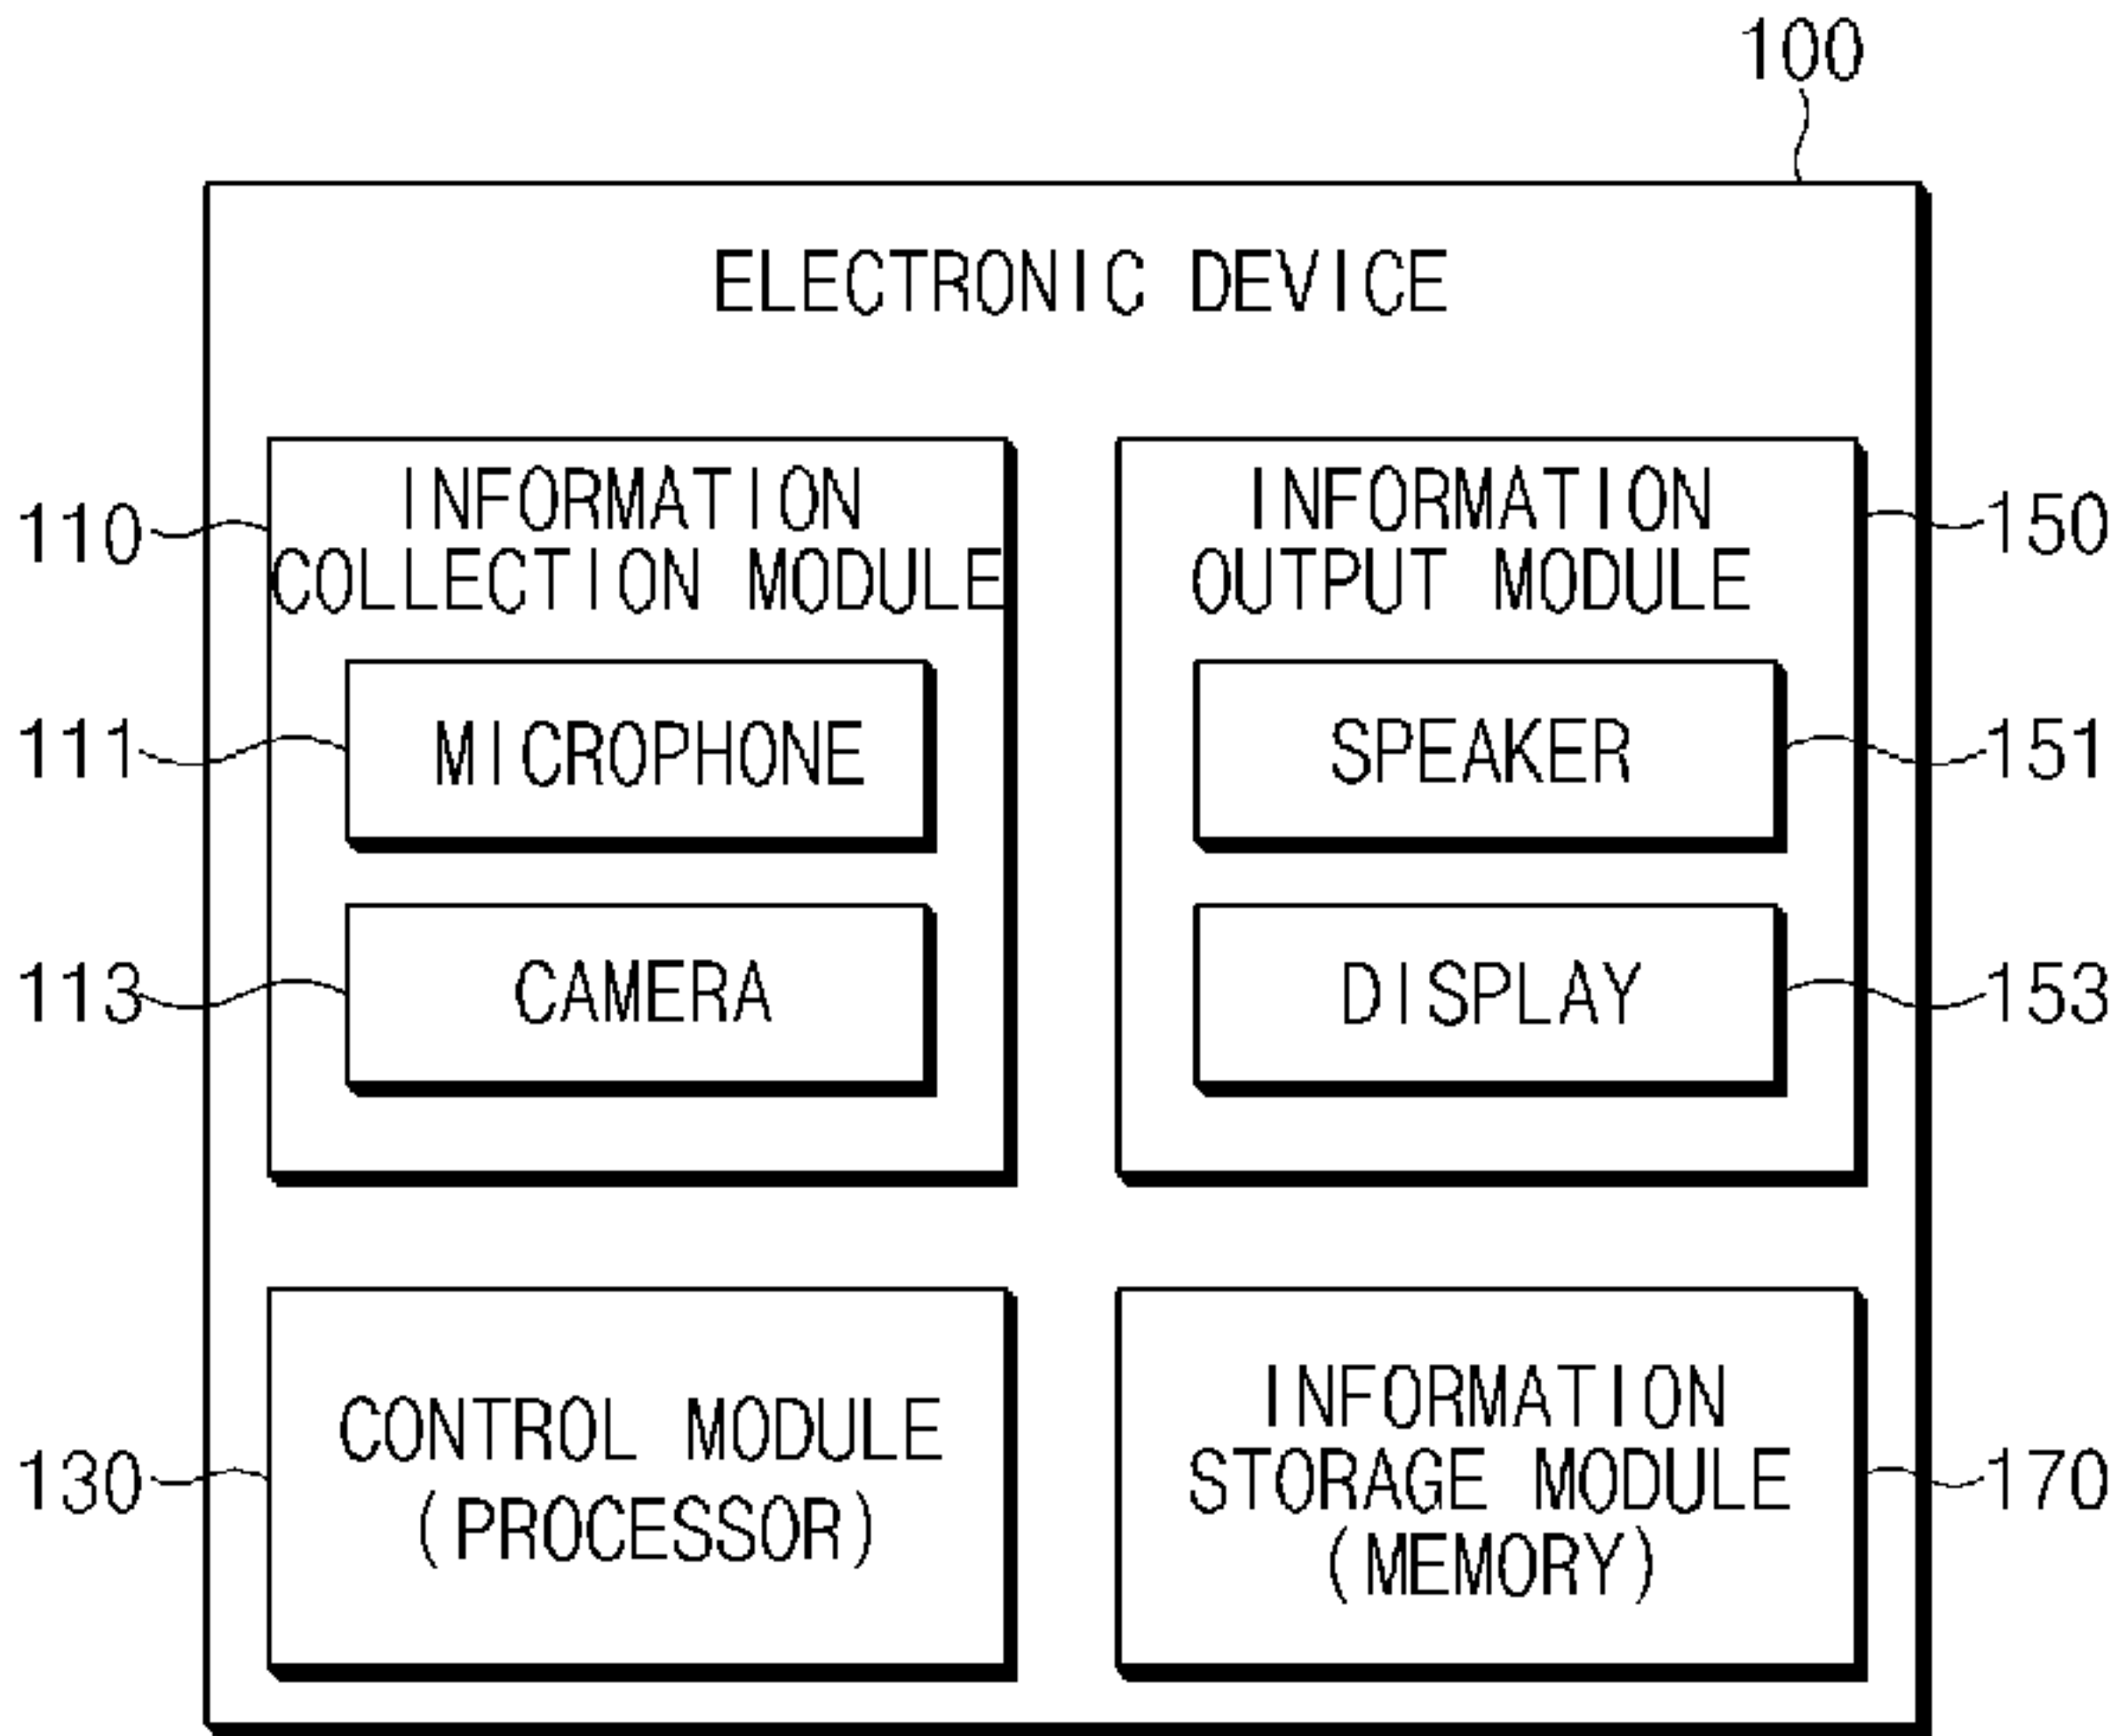 100
ELECTRONIC DEVICE
110
INFORMATION
COLLECTION MODULE
111
MICROPHONE
113
CAMERA
INFORMATION
OUTPUT MODULE
150
SPEAKER
151
DISPLAY
153
130
CONTROL MODULE
(PROCESSOR)
INFORMATION
STORAGE MODULE
(MEMORY)
170